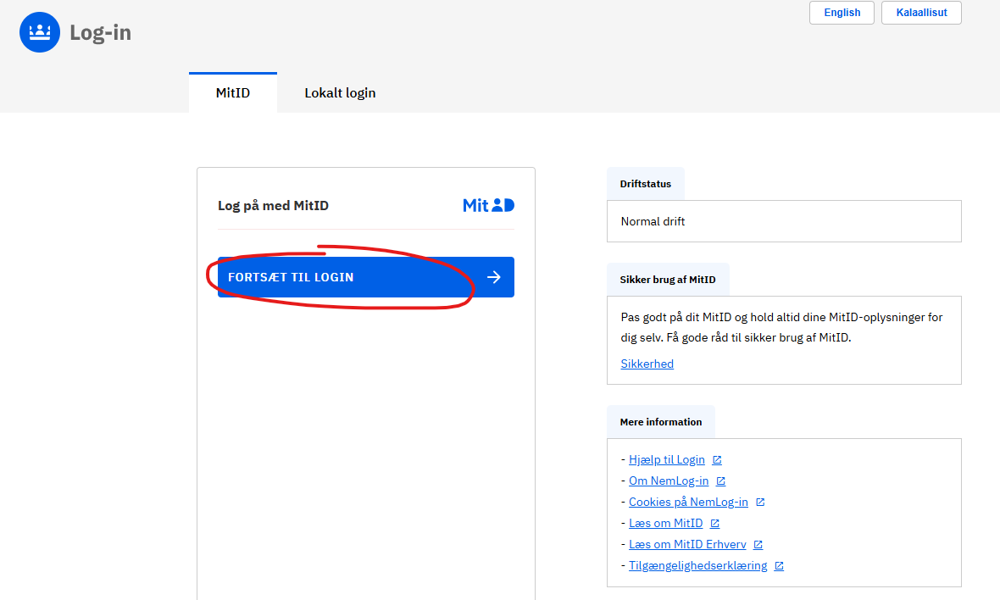 Log-in
English
Kalaallisut
MitID
Lokalt login
Log på med MitID
MitID
FORTSÆT TIL LOGIN
Driftstatus
Normal drift
Sikker brug af MitID
Pas godt på dit MitID og hold altid dine MitID-oplysninger for
dig selv. Få gode råd til sikker brug af MitID.
Sikkerhed
Mere information
- Hjælp til Login
- Om NemLog-in
- Cookies på NemLog-in
- Læs om MitID
- Læs om MitID Erhverv
- Tilgængelighedserklæring